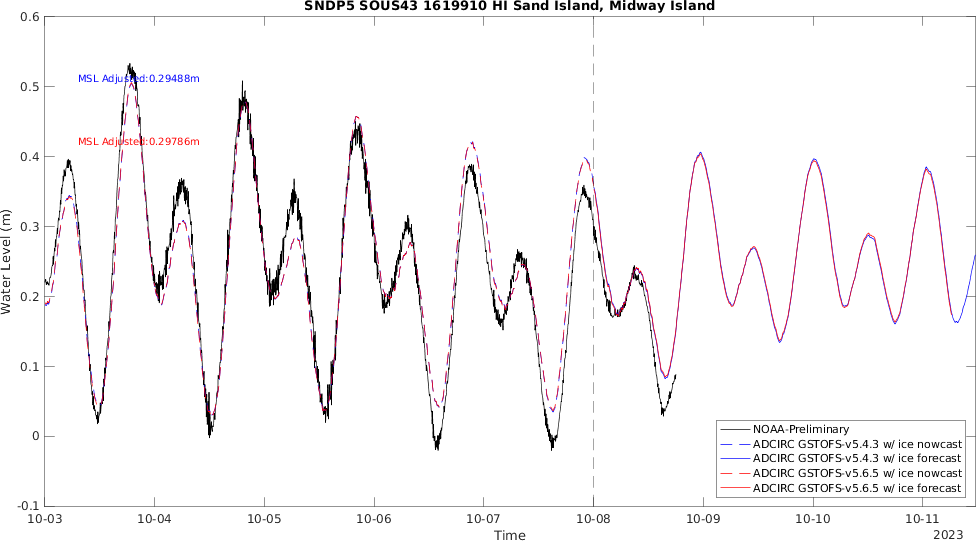 SNDP5 SOUS43 1619910 HI Sand Island, Midway Island
0.6
0.5
0.4
0.3
0.2
0.1
0
-0.1
Water Level (m)
MSL Adjusted:0.29488m
MSL Adjusted:0.29786m
NOAA-Preliminary
ADCIRC GSTOFS-v5.4.3 w/ ice nowcast
ADCIRC GSTOFS-v5.4.3 w/ ice forecast
ADCIRC GSTOFS-v5.6.5 w/ ice nowcast
ADCIRC GSTOFS-v5.6.5 w/ ice forecast
10-03 10-04 10-05 10-06 10-07 10-08 10-09 10-10 10-11
Time
2023